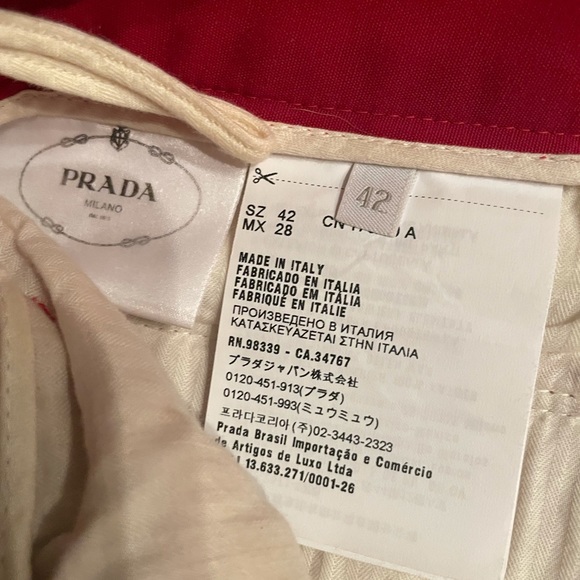 PRADA
MILANO
42
SZ 42
MX 28
CN A
MADE IN ITALY
FABRICADO EN ITALIA
FABRICADO EM ITÁLIA
FABRIQUÉ EN ITALIE
ПРОИЗВЕДЕНО В ИТАЛИЯ
ΚΑΤΑΣΚΕΥΑΖΕΤΑΙ ΣΤΗΝ ΙΤΑΛΙΑ
RN.98339 - CA.34767
プラダジャパン株式会社
0120-451-913(プラダ)
0120-451-993(ミュウミュウ)
프라다코리아(주)02-3443-2323
Prada Brasil Importação e Comércio
de Artigos de Luxo Ltda
13.633.271/0001-26